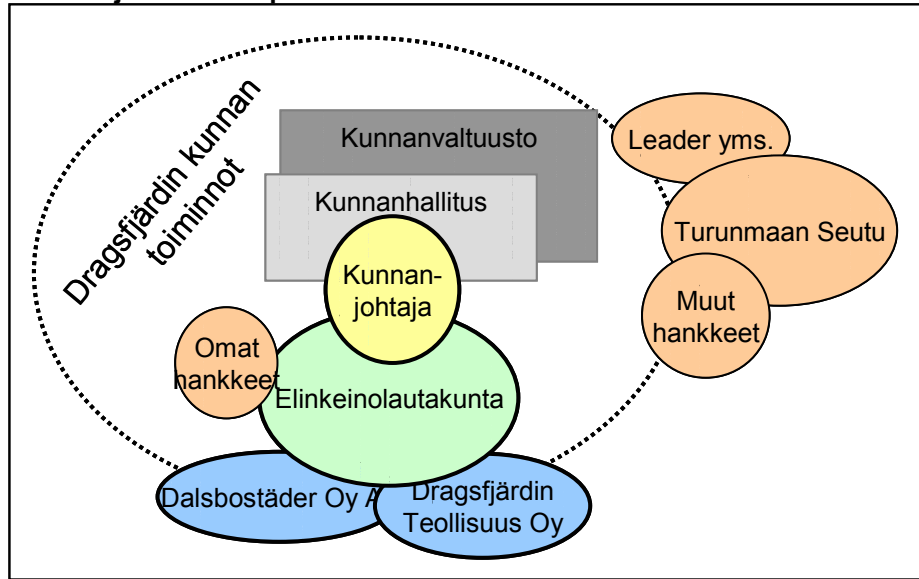 Dragsfjärdin kunnan
toiminnot
Kunnanvaltuusto
Kunnanhallitus
Kunnan-
johtaja
Leader yms.
Turunmaan Seutu
Muut
hankkeet
Omat
hankkeet
Elinkeinolautakunta
Dalsbostäder Oy A
Dragsfjärdin
Teollisuus Oy